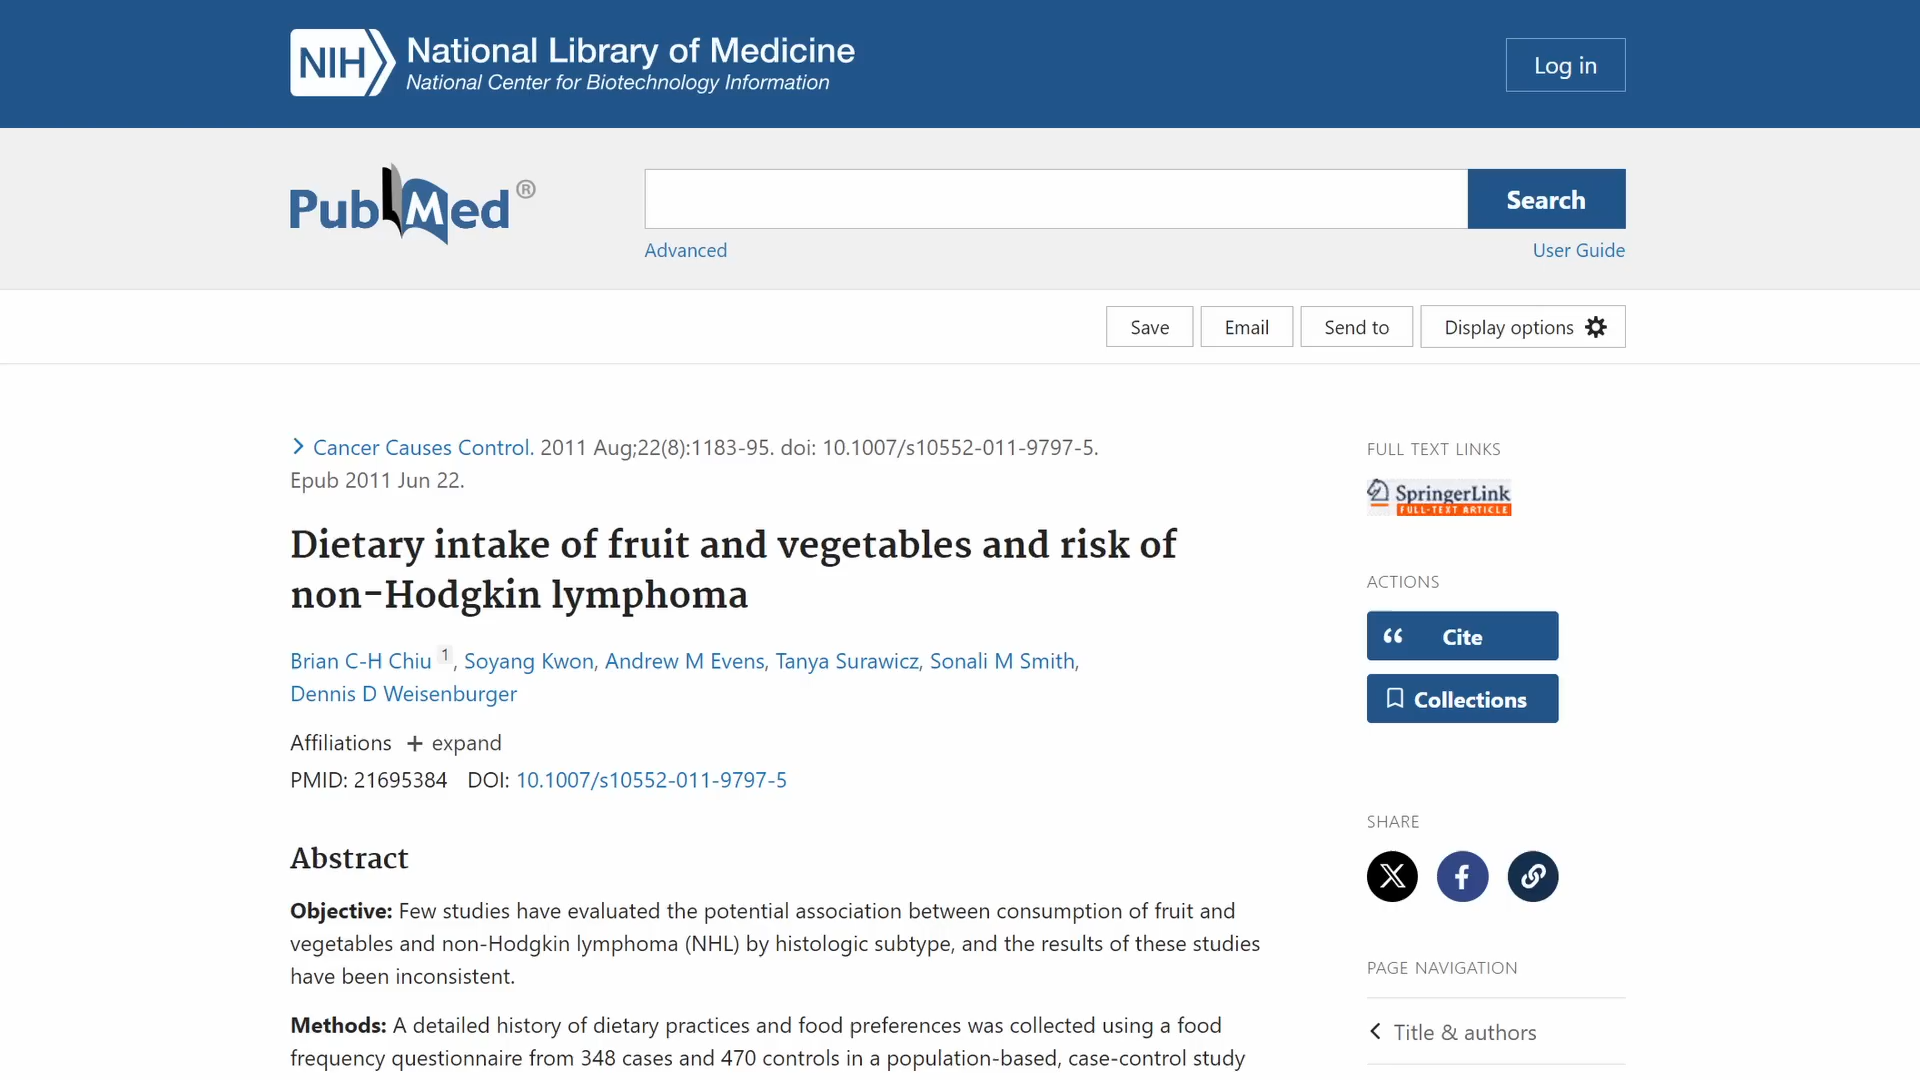 NIH National Library of Medicine
National Center for Biotechnology Information
Log in
PubMed®
Search
Advanced
User Guide
Save
Email
Send to
Display options
Cancer Causes Control. 2011 Aug;22(8):1183-95. doi: 10.1007/s10552-011-9797-5.
Epub 2011 Jun 22.
Dietary intake of fruit and vegetables and risk of
non-Hodgkin lymphoma
Brian C-H Chiu 1, Soyang Kwon, Andrew M Evens, Tanya Surawicz, Sonali M Smith,
Dennis D Weisenburger
Affiliations + expand
PMID: 21695384 DOI: 10.1007/s10552-011-9797-5
Abstract
Objective: Few studies have evaluated the potential association between consumption of fruit and
vegetables and non-Hodgkin lymphoma (NHL) by histologic subtype, and the results of these studies
have been inconsistent.
Methods: A detailed history of dietary practices and food preferences was collected using a food
frequency questionnaire from 348 cases and 470 controls in a population-based, case-control study
FULL TEXT LINKS
SpringerLink
FULL-TEXT ARTICLE
ACTIONS
Cite
Collections
SHARE
PAGE NAVIGATION
Title & authors